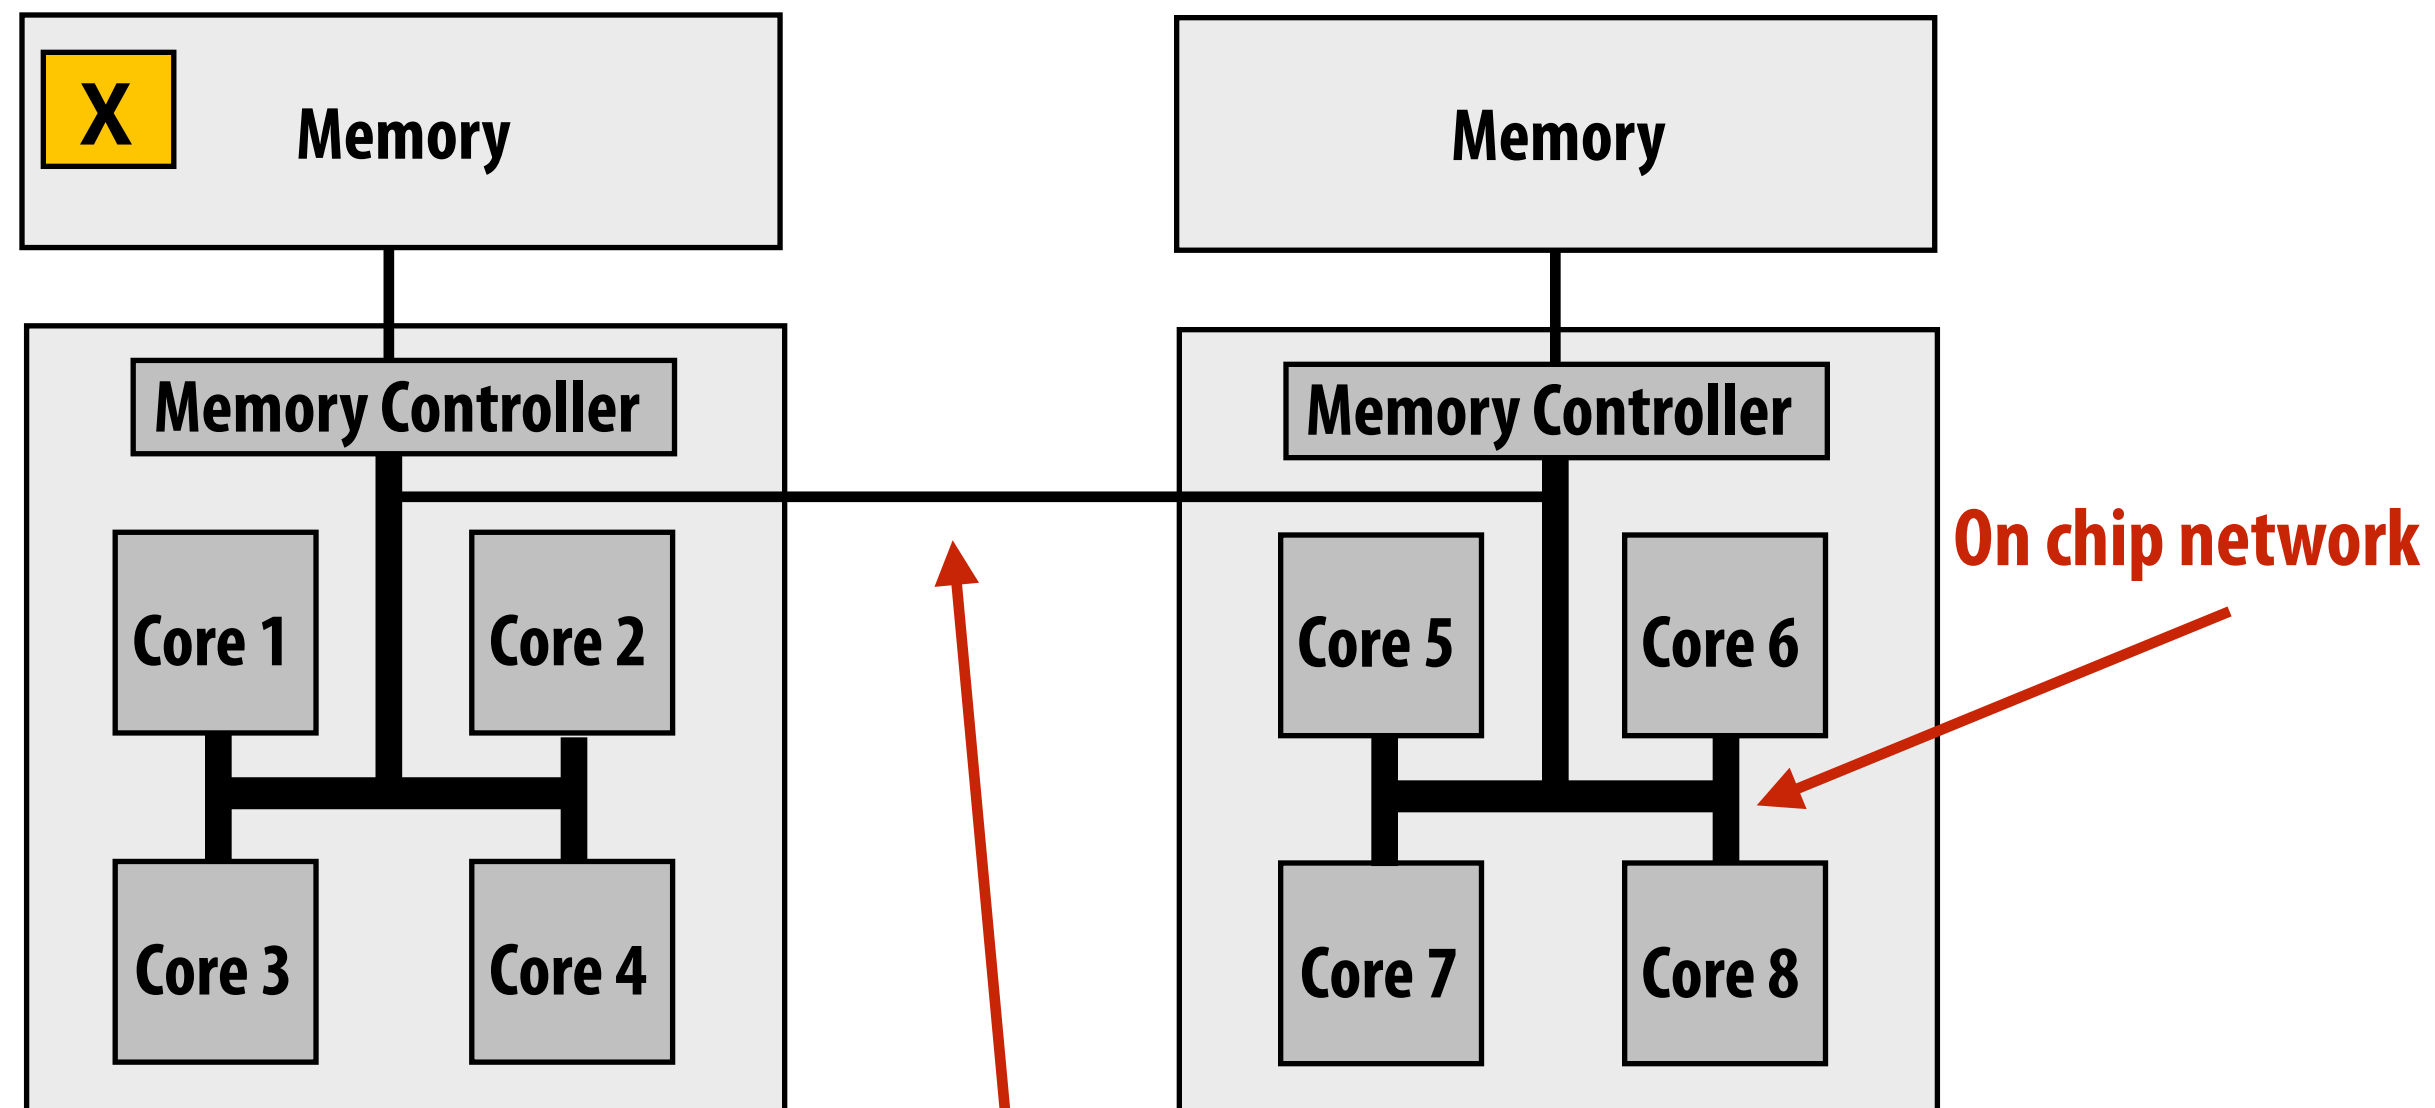 X
Memory
Memory
Memory Controller
Memory Controller
On chip network
Core 1
Core 2
Core 5
Core 6
Core 3
Core 4
Core 7
Core 8